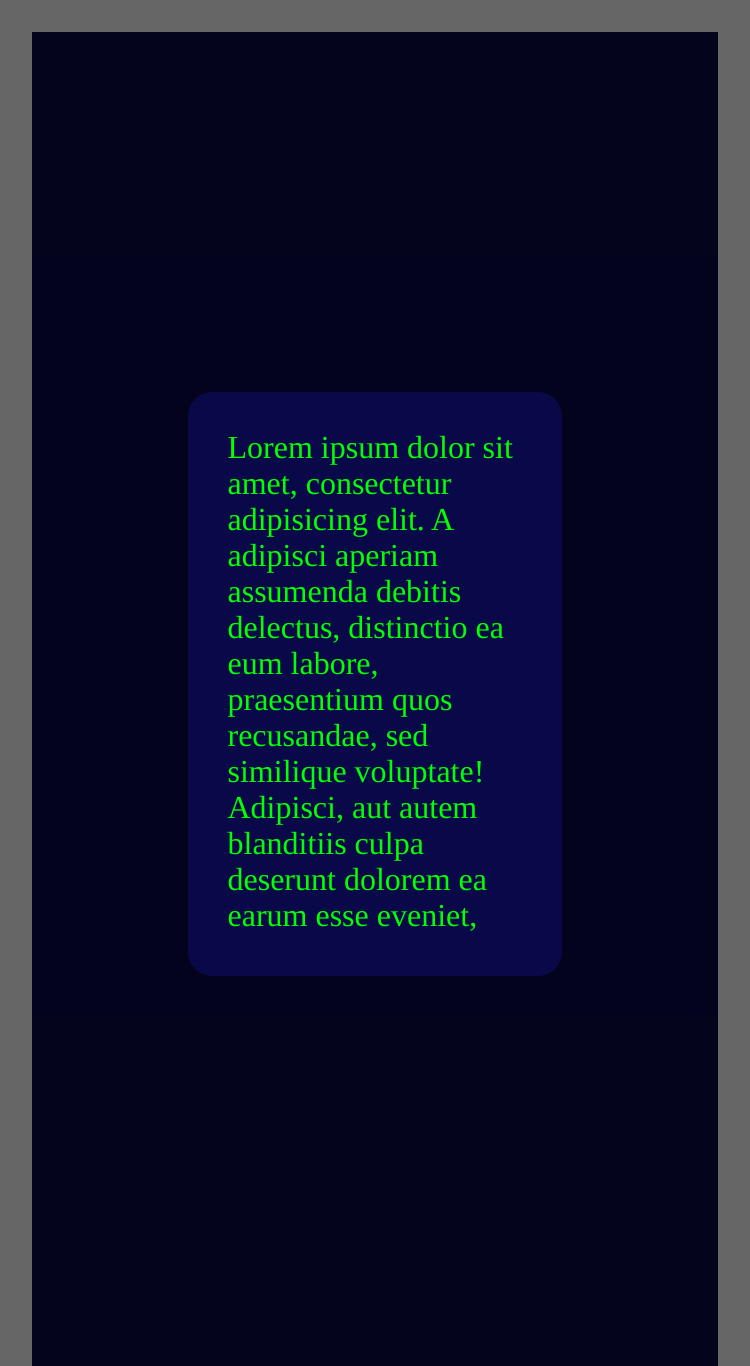 Lorem ipsum dolor sit
amet, consectetur
adipisicing elit. A
adipisci aperiam
assumenda debitis
delectus, distinctio ea
eum labore,
praesentium quos
recusandae, sed
similique voluptate!
Adipisci, aut autem
blanditiis culpa
deserunt dolorem ea
earum esse eveniet,